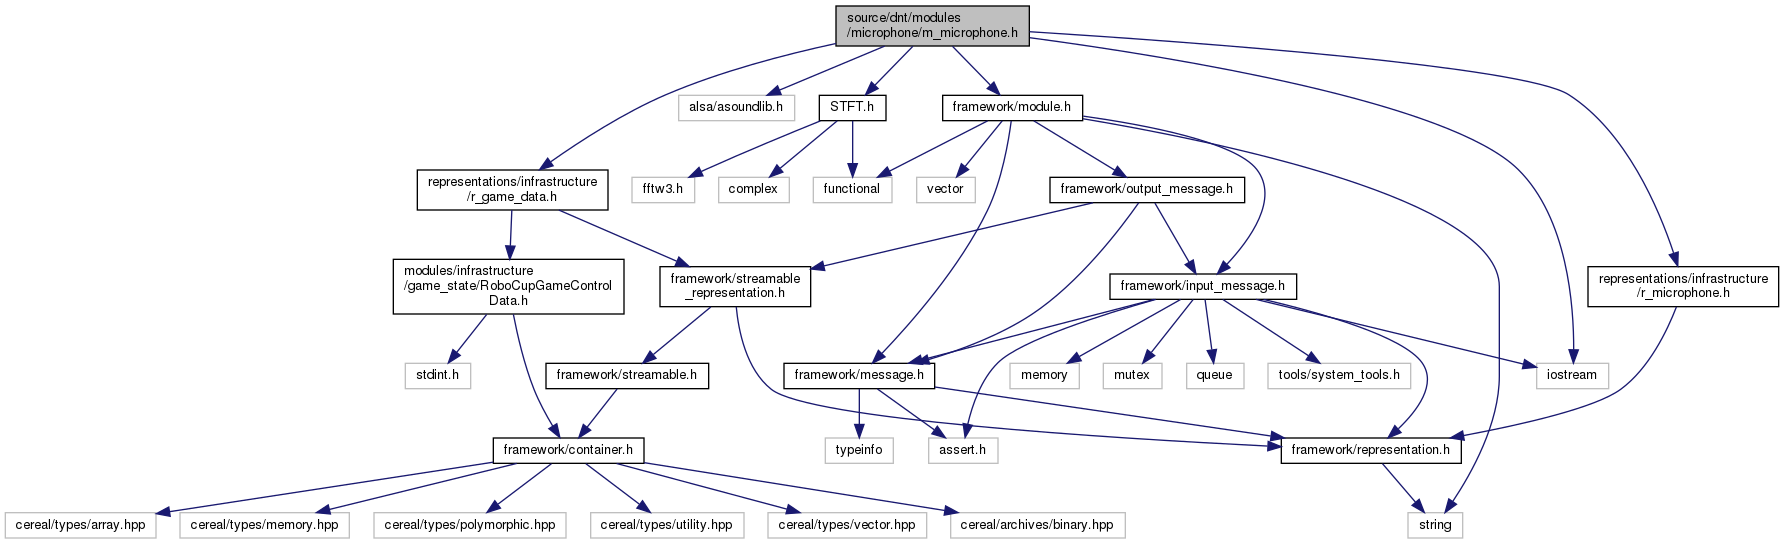 source/dnt/modules
/microphone/m_microphone.h
alsa/asoundlib.h
STFT.h
framework/module.h
representations/infrastructure
/r_game_data.h
fftw3.h
complex
functional
vector
framework/output_message.h
modules/infrastructure
/game_state/RoboCupGameControl
Data.h
framework/streamable
_representation.h
framework/input_message.h
representations/infrastructure
/r_microphone.h
stdint.h
framework/streamable.h
framework/message.h
memory
mutex
queue
tools/system_tools.h
iostream
framework/container.h
typeinfo
assert.h
framework/representation.h
cereal/types/array.hpp
cereal/types/memory.hpp
cereal/types/polymorphic.hpp
cereal/types/utility.hpp
cereal/types/vector.hpp
cereal/archives/binary.hpp
string